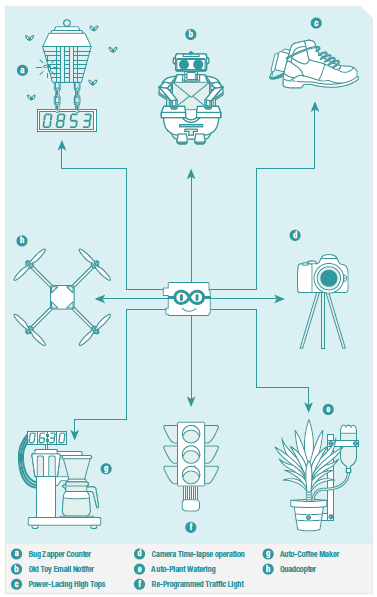 b
c
a
0853
h
d
0630
e
g
f
a Bug Zapper Counter
d Camera Time-lapse operation
g Auto-Coffee Maker
b Old Toy Email Notifer
e Auto-Plant Watering
h Quadcopter
c Power-Lacing High Tops
f Re-Programmed Traffic Light